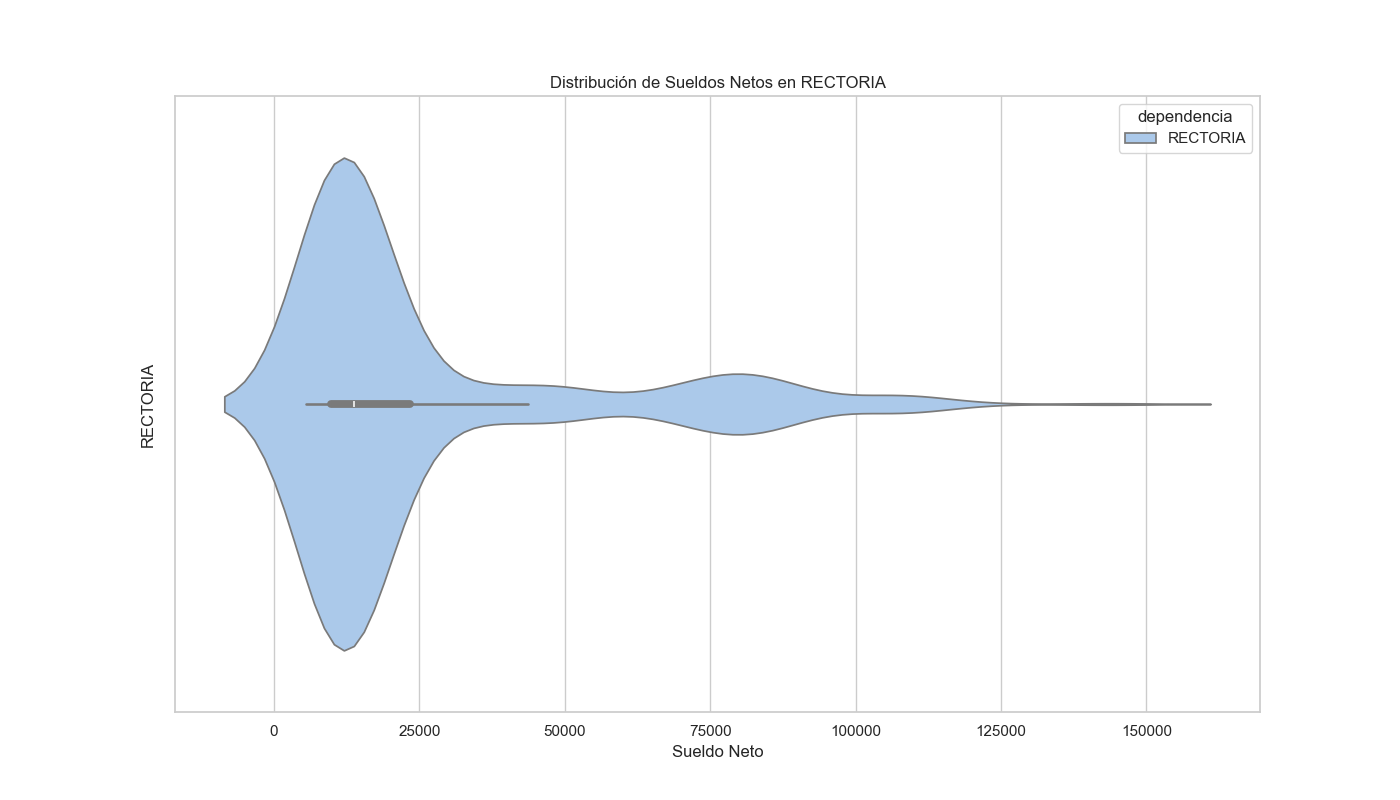 Distribución de Sueldos Netos en RECTORIA
dependencia
RECTORIA
RECTORIA
0
25000
50000
75000
100000
125000
150000
Sueldo Neto